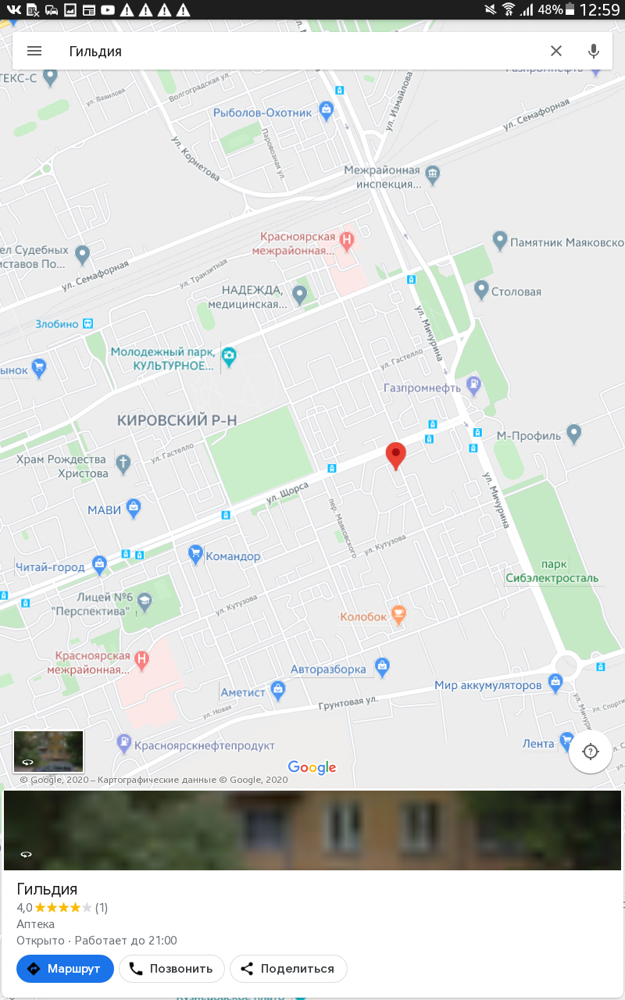 48% 12:59
Гильдия
ТЕКС-С
ул. Вавилова
Волгоградская ул.
Рыболов-Охотник
ул. Измайлова
ул. Семафорная
ул. Корнетова
Паровозная ул.
Межрайонная
инспекция...
Красноярская
межрайонная...
Памятник Маяковско
ел Судебных
иставов По...
ул. Семафорная
ул. Транзитная
НАДЕЖДА,
медицинская...
Столовая
Злобино
ул. Мичурина
Молодежный парк,
КУЛЬТУРНОЕ...
ул. Гастелло
ынок
Газпромнефть
КИРОВСКИЙ Р-Н
М-Профиль
ул. Гастелло
Храм Рождества
Христова
ул. Щорса
ул. Мичурина
МАВИ
пер. Маяковского
ул. Кутузова
Читай-город
Командор
парк
Сибэлектросталь
Лицей №6
"Перспектива"
ул. Кутузова
Колобок
Красноярская
межрайонная...
Авторазборка
Аметист
Мир аккумуляторов
Грунтовая ул.
ул. Новая
ул. Мичурина
Красноярскнефтепродукт
Лента
Google
© Google, 2020 – Картографические данные © Google, 2020
Гильдия
4,0 (1)
Аптека
Открыто · Работает до 21:00
Маршрут Позвонить Поделиться